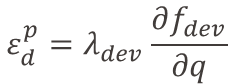 ε_d^p = λ_dev ∂f_dev / ∂q